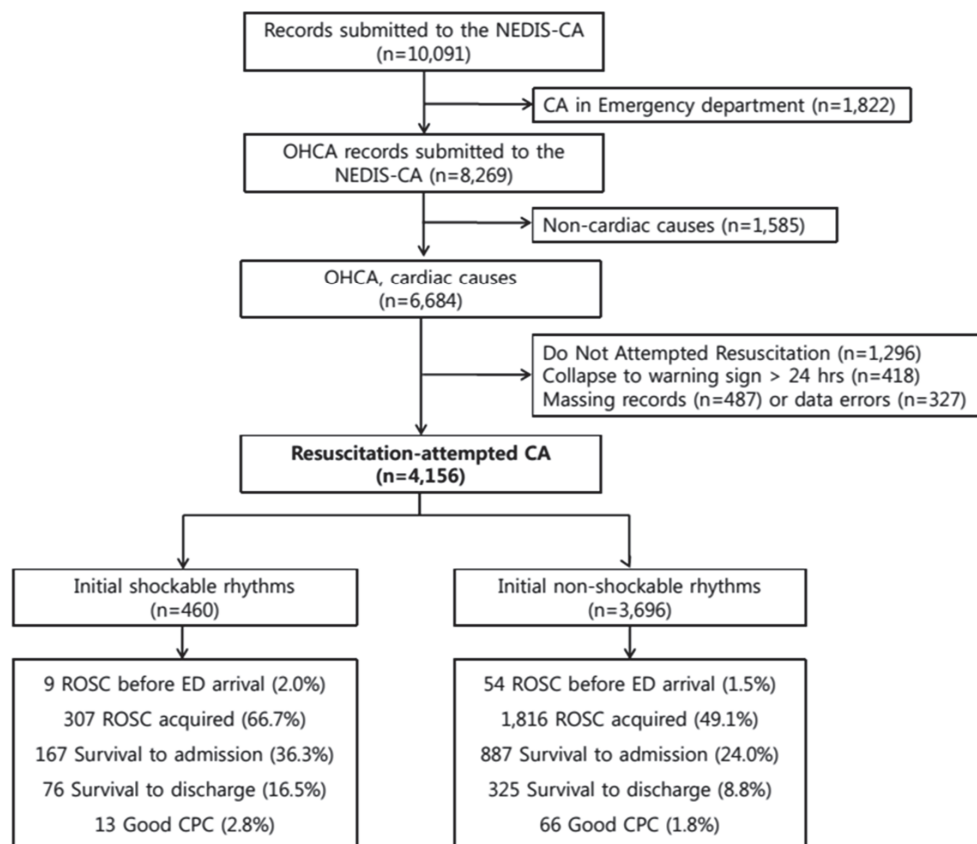 Records submitted to the NEDIS-CA
(n=10,091)
CA in Emergency department (n=1,822)
OHCA records submitted to the
NEDIS-CA (n=8,269)
Non-cardiac causes (n=1,585)
OHCA, cardiac causes
(n=6,684)
Do Not Attempted Resuscitation (n=1,296)
Collapse to warning sign > 24 hrs (n=418)
Massing records (n=487) or data errors (n=327)
Resuscitation-attempted CA
(n=4,156)
Initial shockable rhythms
(n=460)
Initial non-shockable rhythms
(n=3,696)
9 ROSC before ED arrival (2.0%)
307 ROSC acquired (66.7%)
167 Survival to admission (36.3%)
76 Survival to discharge (16.5%)
13 Good CPC (2.8%)
54 ROSC before ED arrival (1.5%)
1,816 ROSC acquired (49.1%)
887 Survival to admission (24.0%)
325 Survival to discharge (8.8%)
66 Good CPC (1.8%)